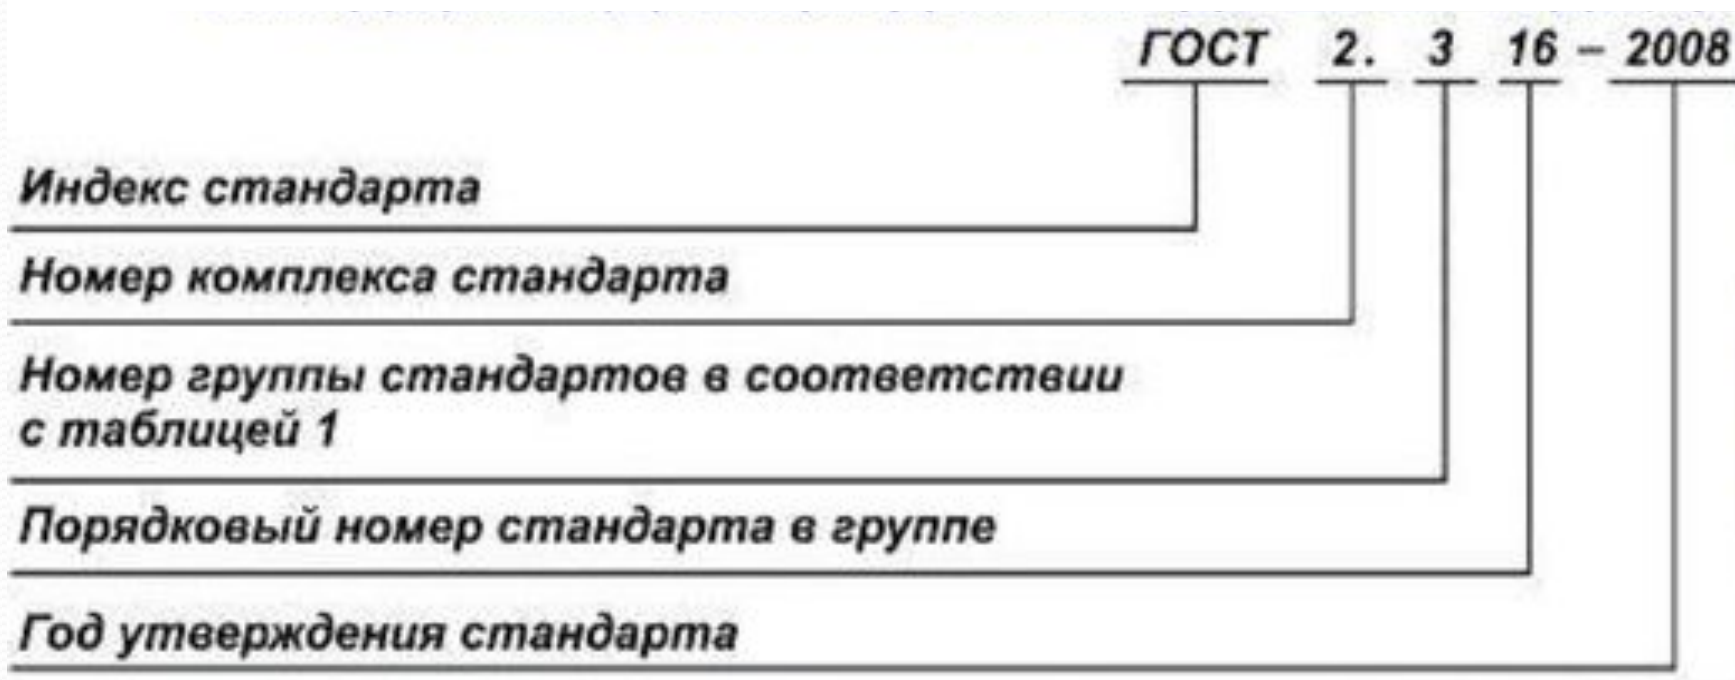 ГОСТ 2. 3 16 – 2008
Индекс стандарта
Номер комплекса стандарта
Номер группы стандартов в соответствии
с таблицей 1
Порядковый номер стандарта в группе
Год утверждения стандарта